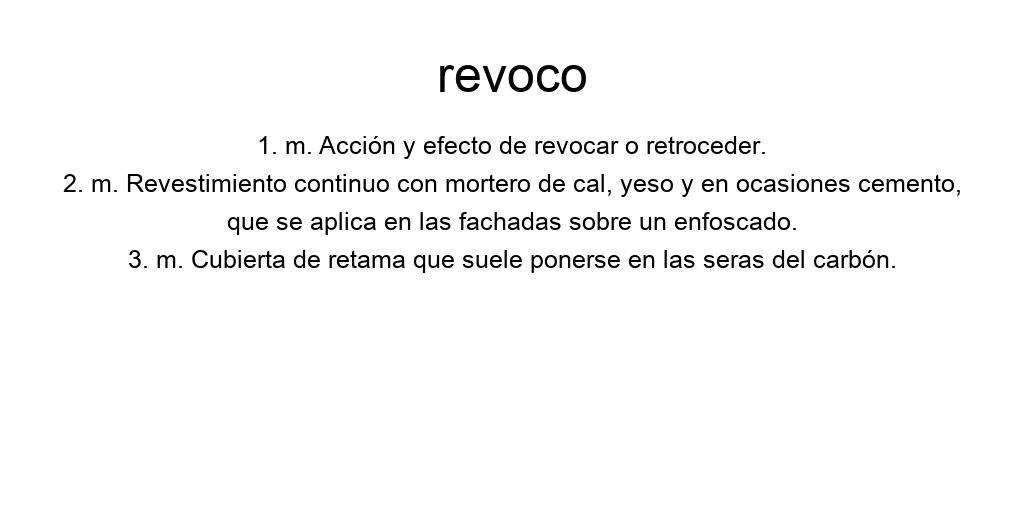 revoco
1. m. Acción y efecto de revocar o retroceder.
2. m. Revestimiento continuo con mortero de cal, yeso y en ocasiones cemento,
que se aplica en las fachadas sobre un enfoscado.
3. m. Cubierta de retama que suele ponerse en las seras del carbón.